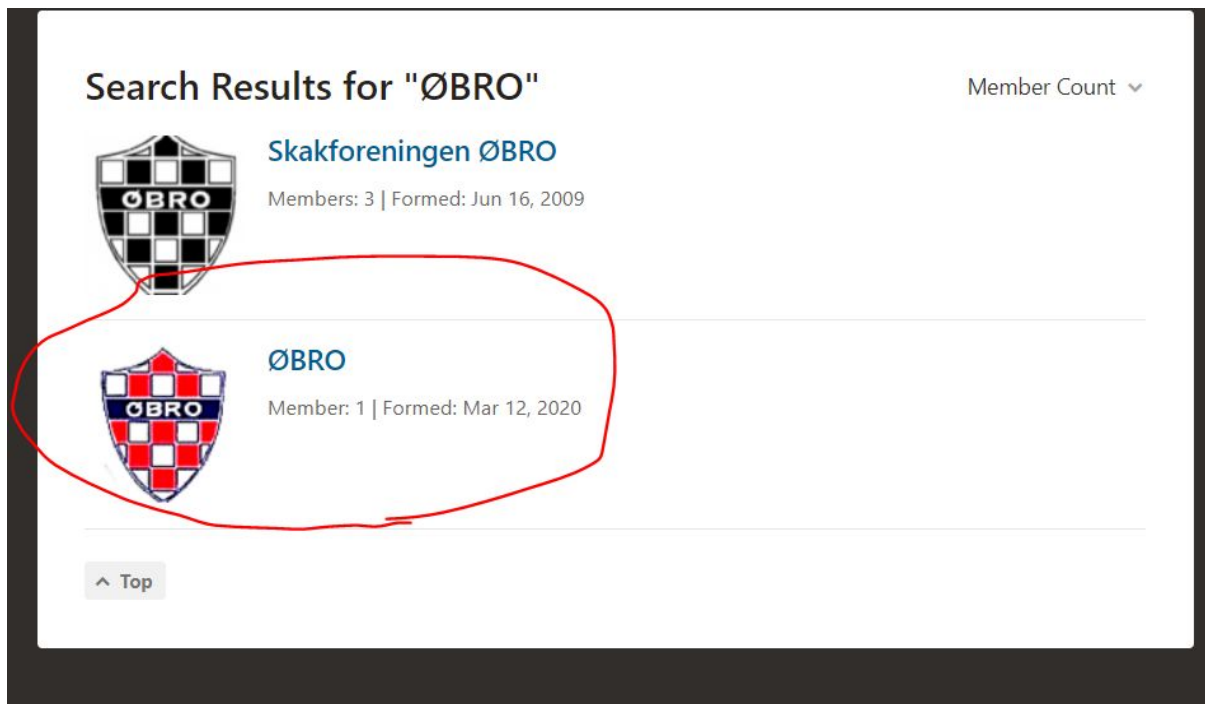 Search Results for "ØBRO"
Member Count
Skakforeningen ØBRO
Members: 3 | Formed: Jun 16, 2009
ØBRO
ØBRO
Member: 1 | Formed: Mar 12, 2020
ØBRO
Top